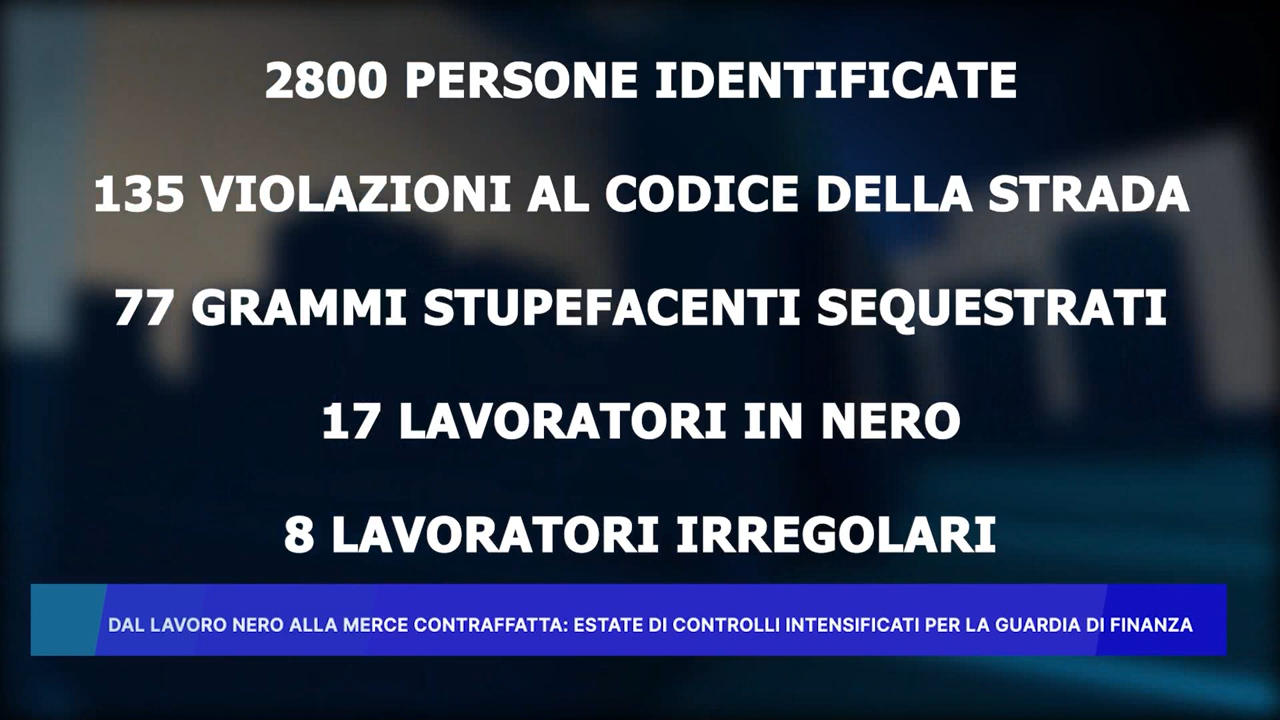 2800 PERSONE IDENTIFICATE
135 VIOLAZIONI AL CODICE DELLA STRADA
77 GRAMMI STUPEFACENTI SEQUESTRATI
17 LAVORATORI IN NERO
8 LAVORATORI IRREGOLARI
DAL LAVORO NERO ALLA MERCE CONTRAFFATTA: ESTATE DI CONTROLLI INTENSIFICATI PER LA GUARDIA DI FINANZA